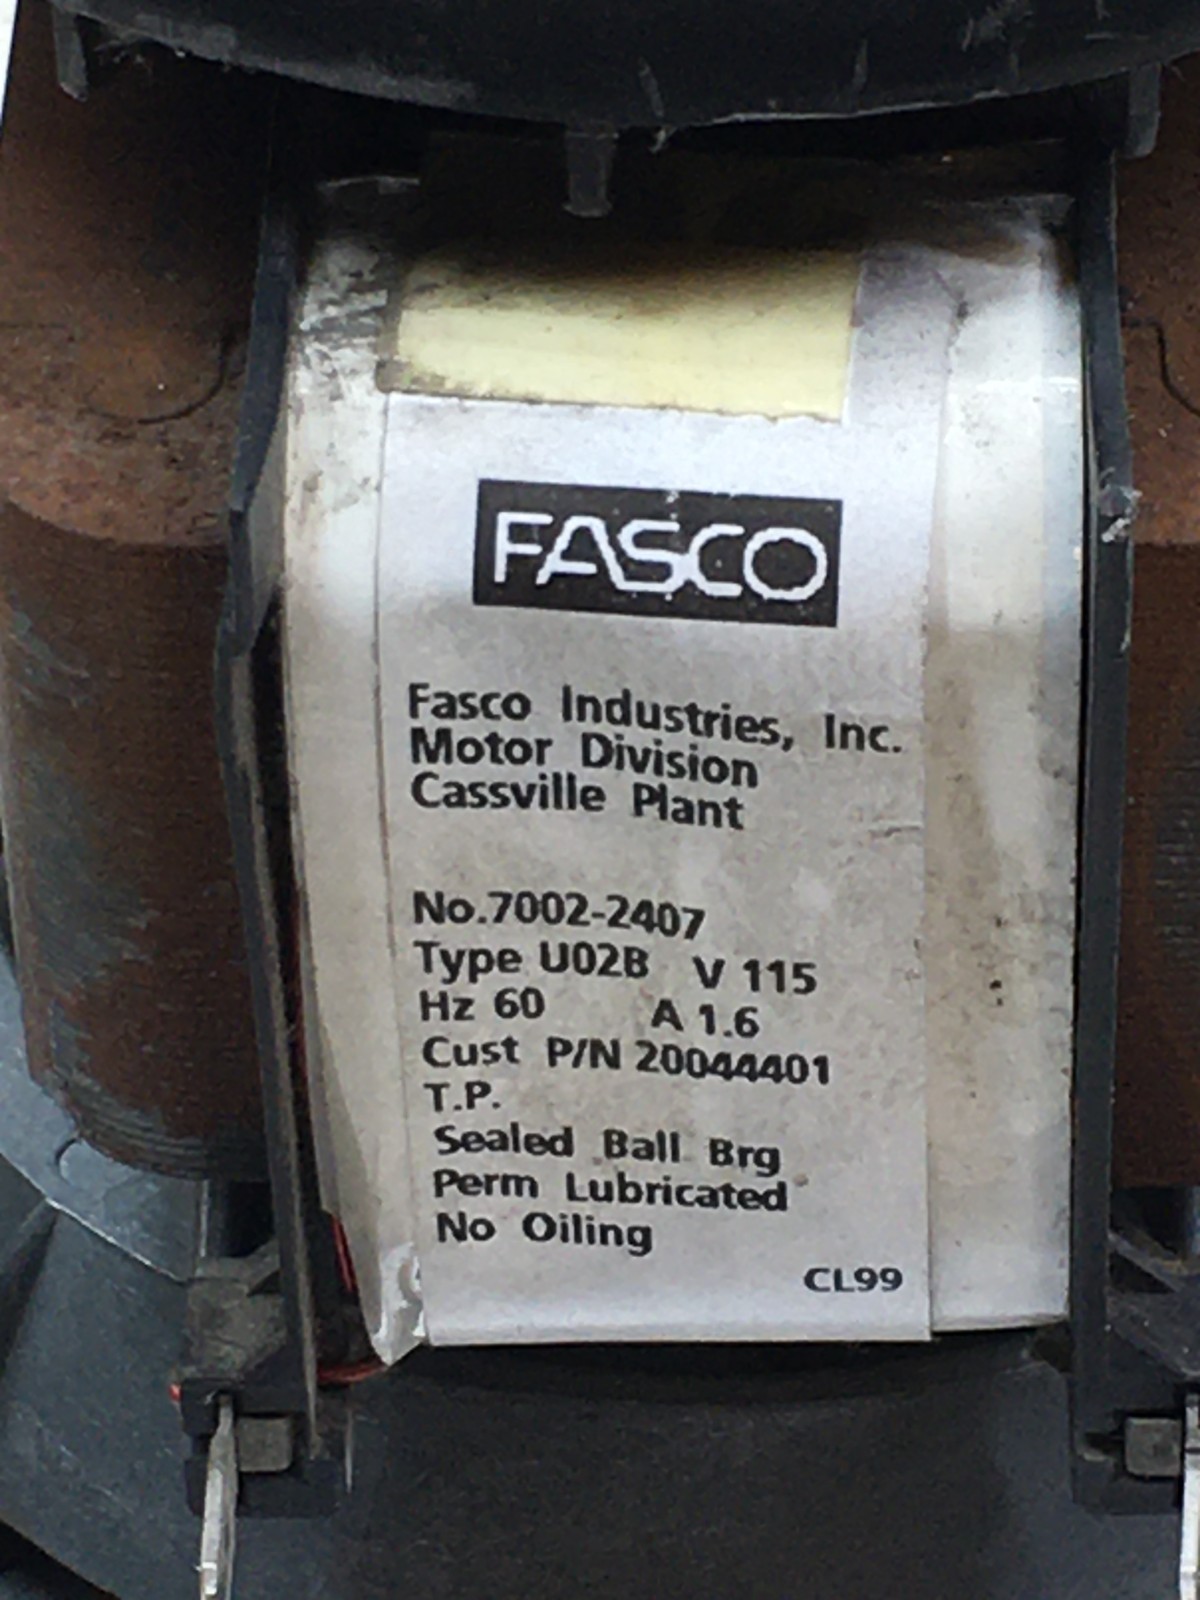 FASCO
Fasco Industries, Inc.
Motor Division
Cassville Plant
No.7002-2407
Type U02B V 115
Hz 60 A 1.6
Cust P/N 20044401
T.P.
Sealed Ball Brg
Perm Lubricated
No Oiling
CL99